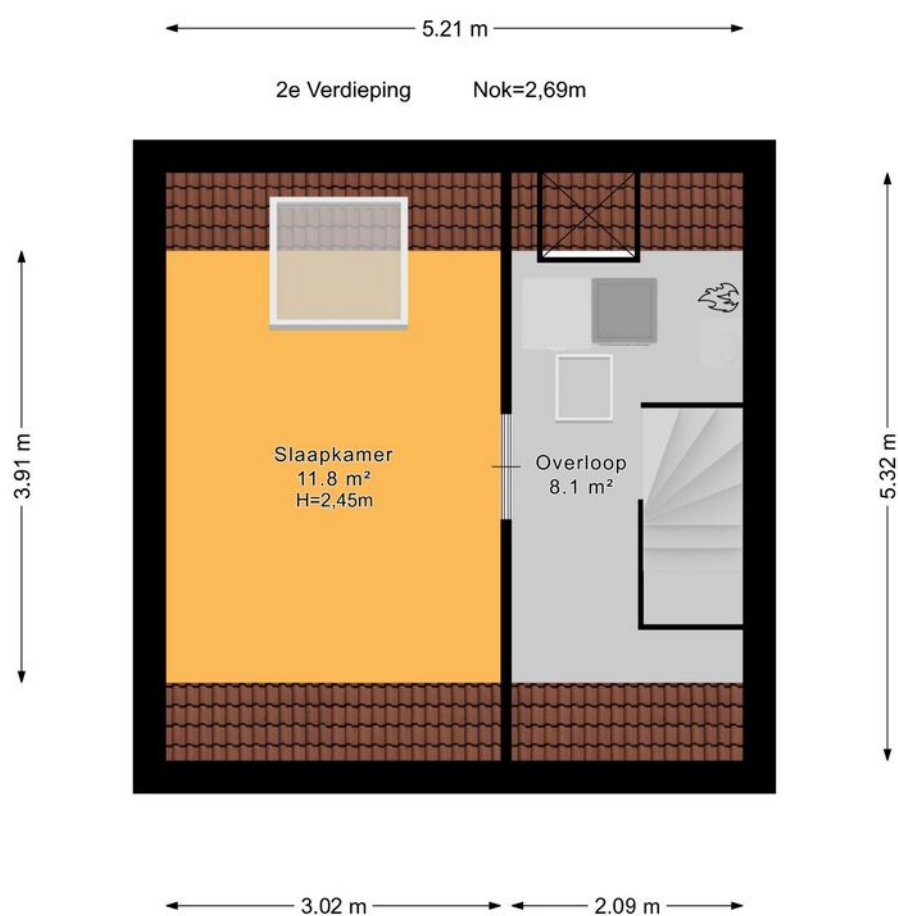 5.21 m
2e Verdieping Nok=2,69m
3.91 m
Slaapkamer
11.8 m²
H=2,45m
Overloop
8.1 m²
5.32 m
3.02 m
2.09 m